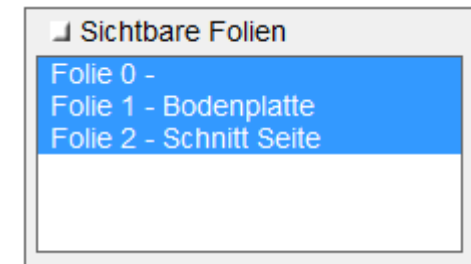 Sichtbare Folien
Folie 0 -
Folie 1 - Bodenplatte
Folie 2 - Schnitt Seite